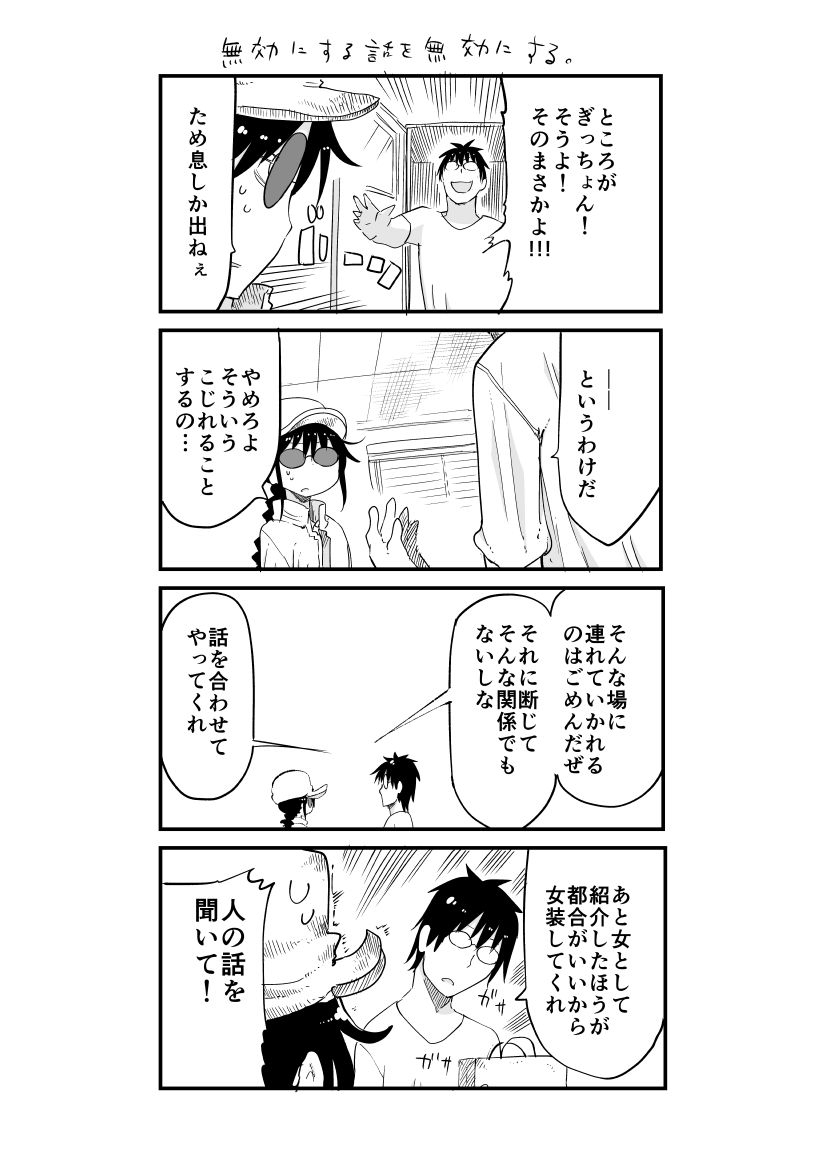 無効にする話を無効にする。
ところが
ぎっちょん！
そうよ！
そのまさかよ!!!
ため息しか出ねぇ
バ
ーロロ
――
というわけだ
やめろよ
そういう
こじれること
するの…
そんな場に
連れていかれる
のはごめんだぜ
それに断じて
そんな関係でも
ないしな
話を合わせて
やってくれ
あと女として
紹介したほうが
都合がいいから
女装してくれ
ガサ
ガサ
人の話を
聞いて！